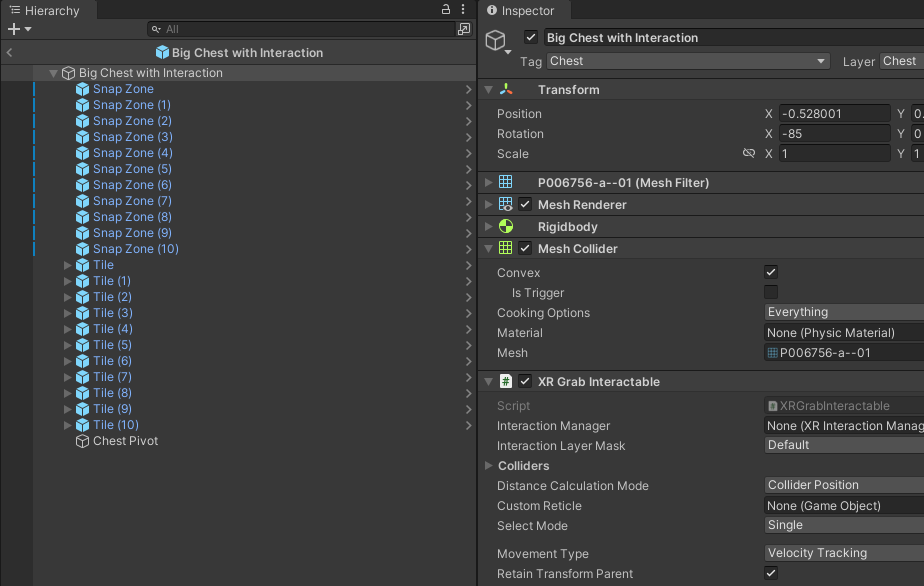 Hierarchy
All
Big Chest with Interaction
Big Chest with Interaction
Snap Zone
Snap Zone (1)
Snap Zone (2)
Snap Zone (3)
Snap Zone (4)
Snap Zone (5)
Snap Zone (6)
Snap Zone (7)
Snap Zone (8)
Snap Zone (9)
Snap Zone (10)
Tile
Tile (1)
Tile (2)
Tile (3)
Tile (4)
Tile (5)
Tile (6)
Tile (7)
Tile (8)
Tile (9)
Tile (10)
Chest Pivot
Inspector
Big Chest with Interaction
Tag Chest Layer Chest
Transform
Position X -0.528001 Y 0.
Rotation X -85 Y 0
Scale X 1 Y 1
P006756-a--01 (Mesh Filter)
Mesh Renderer
Rigidbody
Mesh Collider
Convex
Is Trigger
Cooking Options Everything
Material None (Physic Material)
Mesh P006756-a--01
# XR Grab Interactable
Script # XRGrabInteractable
Interaction Manager None (XR Interaction Manag
Interaction Layer Mask Default
Colliders
Distance Calculation Mode Collider Position
Custom Reticle None (Game Object)
Select Mode Single
Movement Type Velocity Tracking
Retain Transform Parent